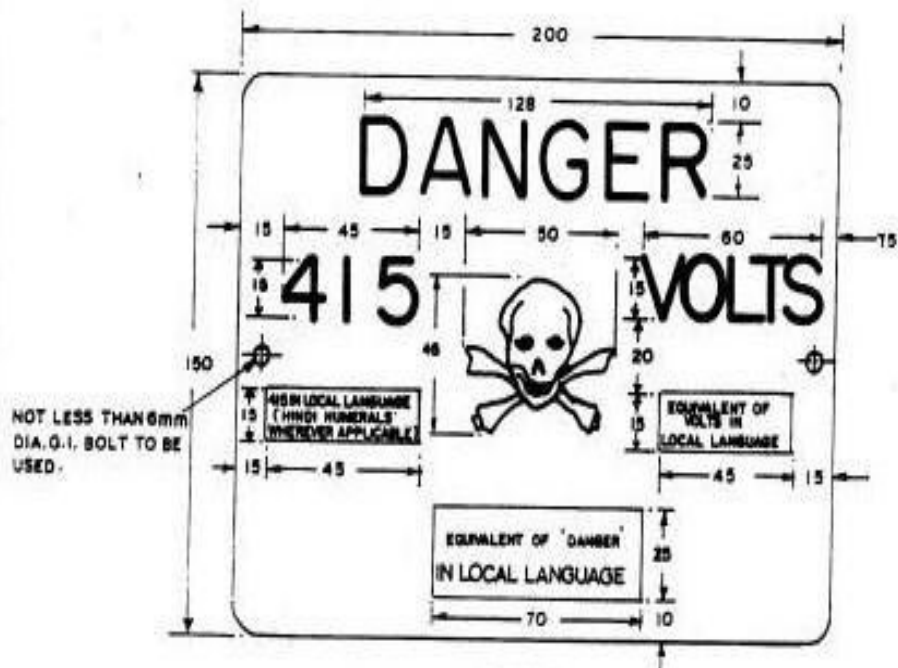 200
128
10
DANGER
25
15 45 15 50 60 75
415
15
46
15
VOLTS
150
20
NOT LESS THAN 6mm
DIA. G.I. BOLT TO BE
USED.
15
415 IN LOCAL LANGUAGE
(HINDI NUMERALS
WHEREVER APPLICABLE)
15
EQUIVALENT OF
VOLTS IN
LOCAL LANGUAGE
15 45
45 15
EQUIVALENT OF 'DANGER'
IN LOCAL LANGUAGE
25
70 10